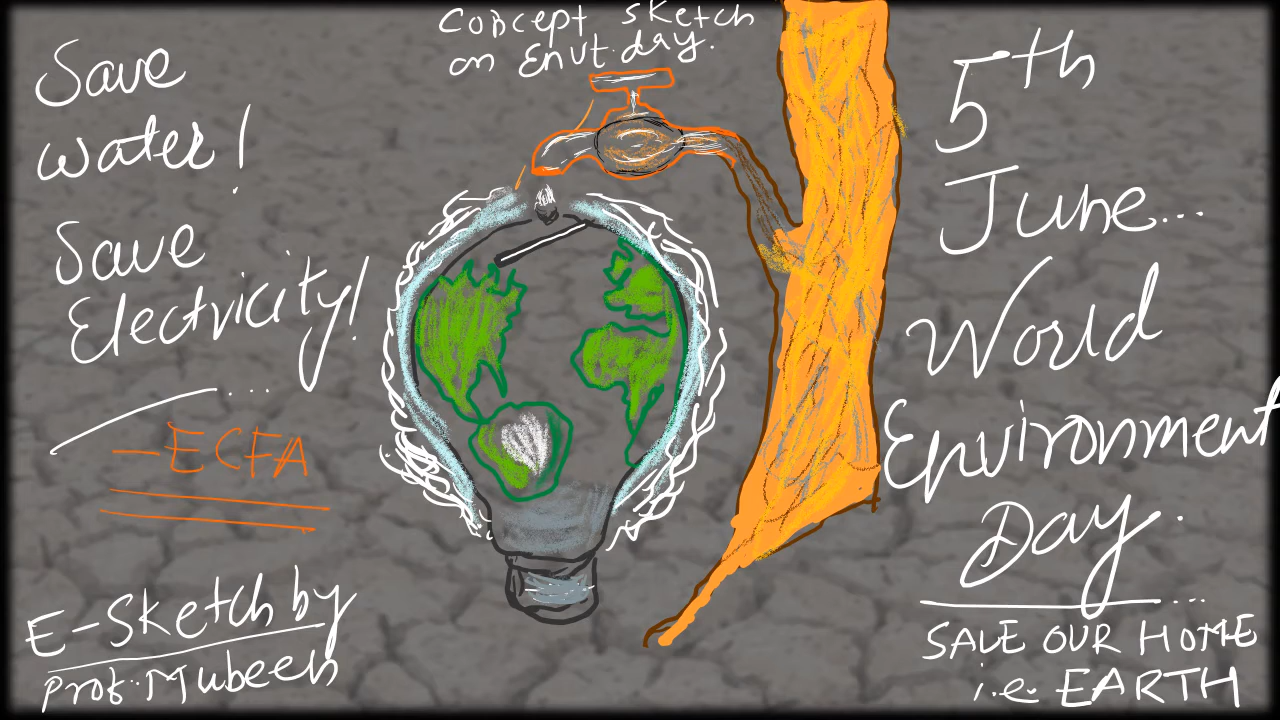 Concept sketch
on Envt. day.
Save
water!
Save
Electricity!
...
- ECFA
E-Sketch by
Prof. Mubeen
5th
June...
World
Environment
Day.
...
SAVE OUR HOME
i.e. EARTH